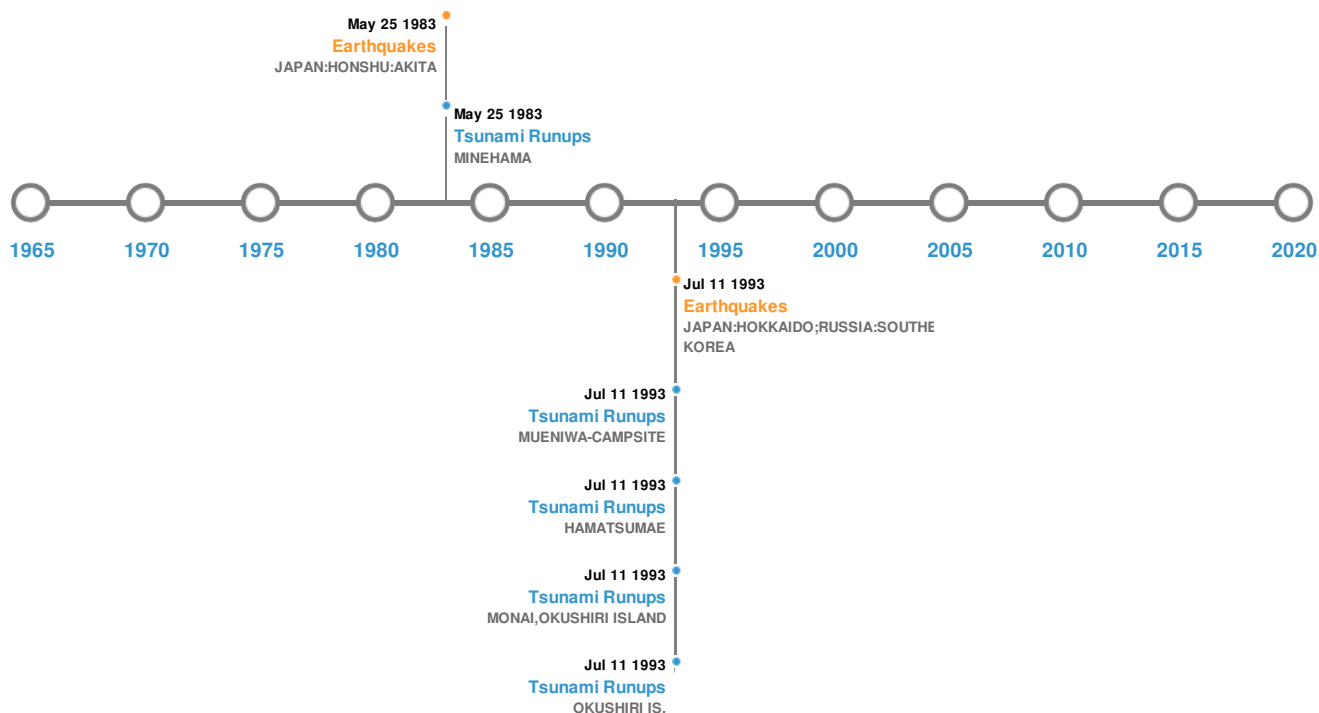 May 25 1983
Earthquakes
JAPAN:HONSHU:AKITA
May 25 1983
Tsunami Runups
MINEHAMA
1965 1970 1975 1980 1985 1990 1995 2000 2005 2010 2015 2020
Jul 11 1993
Earthquakes
JAPAN:HOKKAIDO;RUSSIA:SOUTHE
KOREA
Jul 11 1993
Tsunami Runups
MUENIWA-CAMPSITE
Jul 11 1993
Tsunami Runups
HAMATSUMAE
Jul 11 1993
Tsunami Runups
MONAI,OKUSHIRI ISLAND
Jul 11 1993
Tsunami Runups
OKUSHIRI IS.